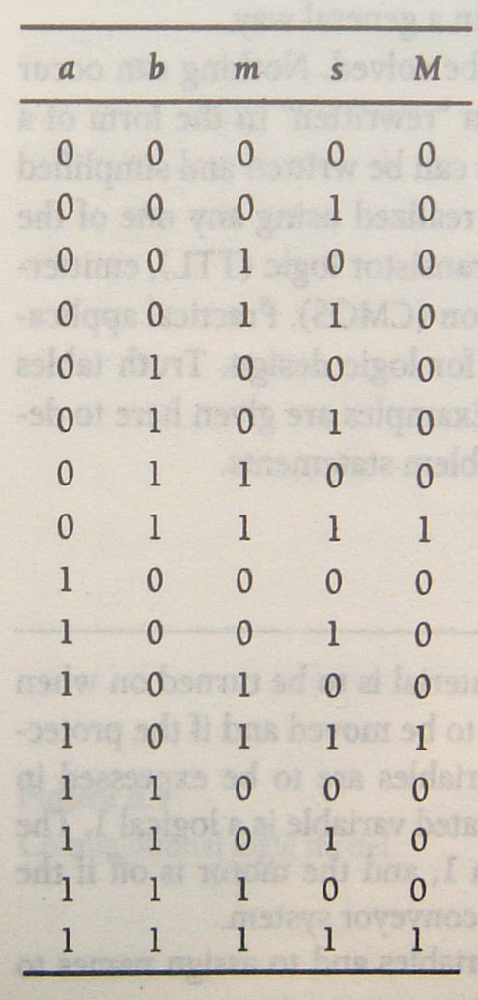 a b m s M
0 0 0 0 0
0 0 0 1 0
0 0 1 0 0
0 0 1 1 0
0 1 0 0 0
0 1 0 1 0
0 1 1 0 0
0 1 1 1 1
1 0 0 0 0
1 0 0 1 0
1 0 1 0 0
1 0 1 1 1
1 1 0 0 0
1 1 0 1 0
1 1 1 0 0
1 1 1 1 1